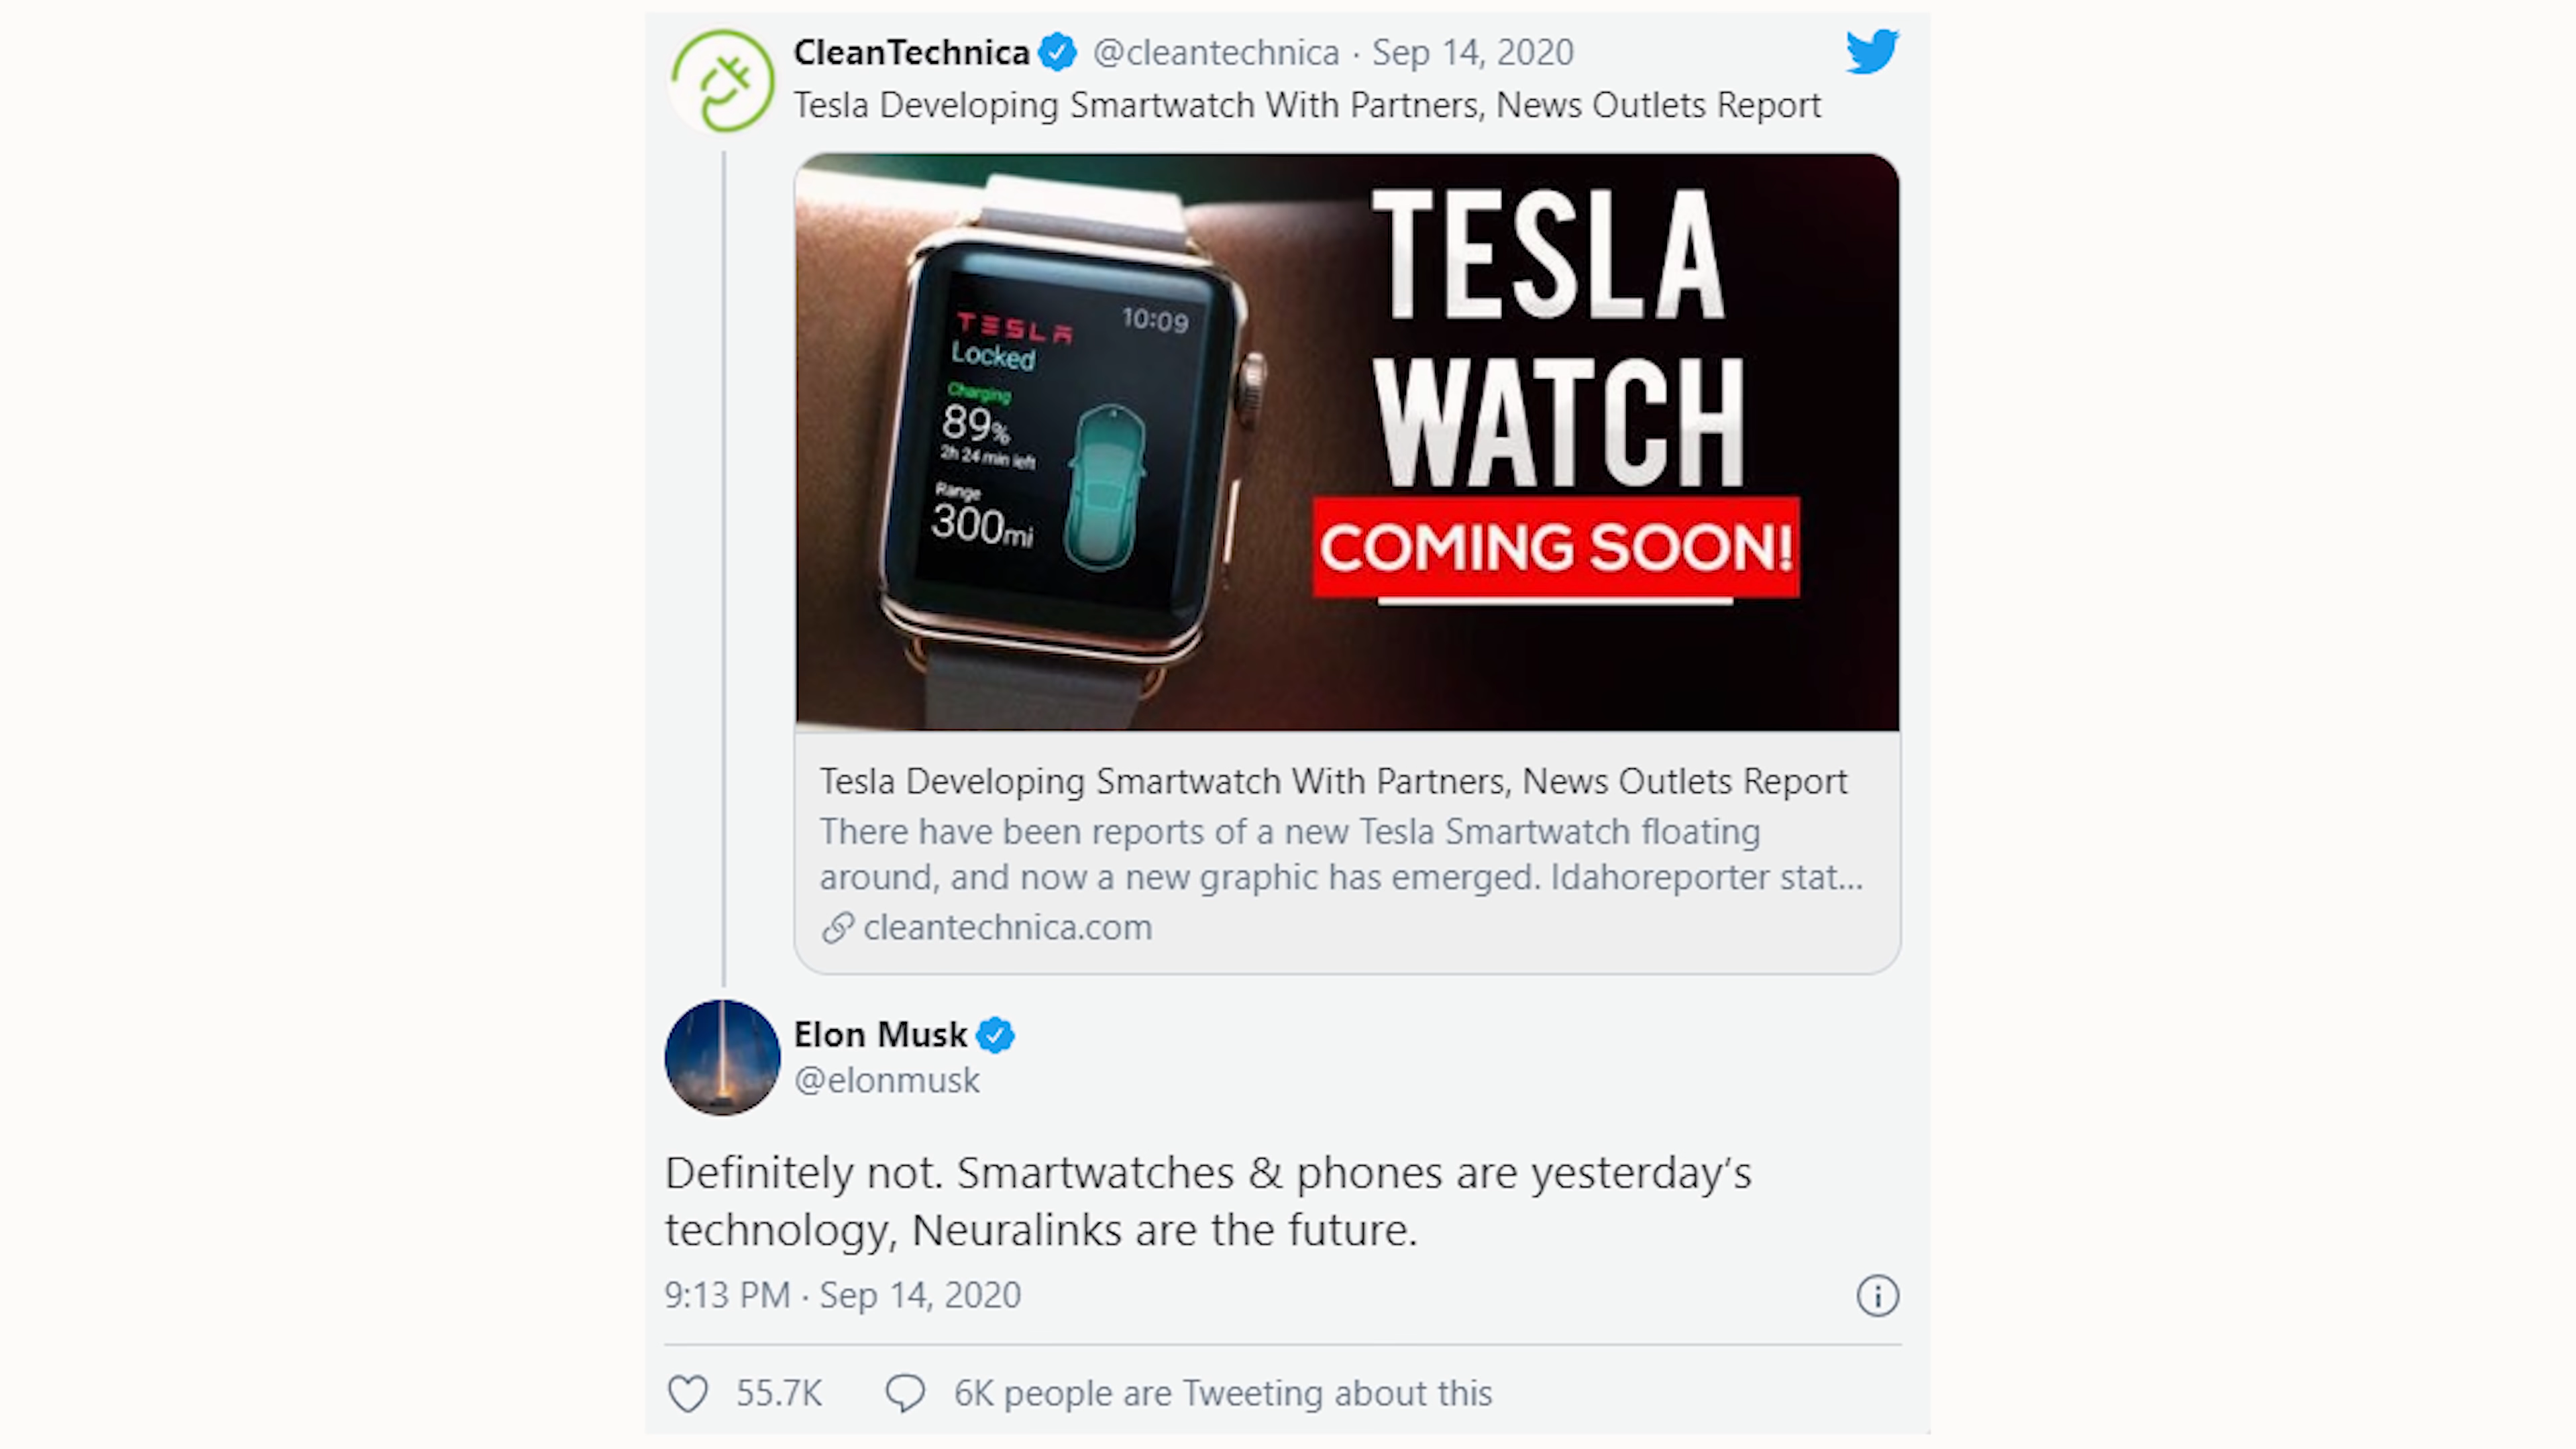 CleanTechnica @cleantechnica · Sep 14, 2020
Tesla Developing Smartwatch With Partners, News Outlets Report
TESLA
10:09
Locked
Charging
89%
2h 24 min left
Range
300mi
TESLA
WATCH
COMING SOON!
Tesla Developing Smartwatch With Partners, News Outlets Report
There have been reports of a new Tesla Smartwatch floating
around, and now a new graphic has emerged. Idahoreporter stat...
cleantechnica.com
Elon Musk
@elonmusk
Definitely not. Smartwatches & phones are yesterday’s
technology, Neuralinks are the future.
9:13 PM · Sep 14, 2020
55.7K 6K people are Tweeting about this